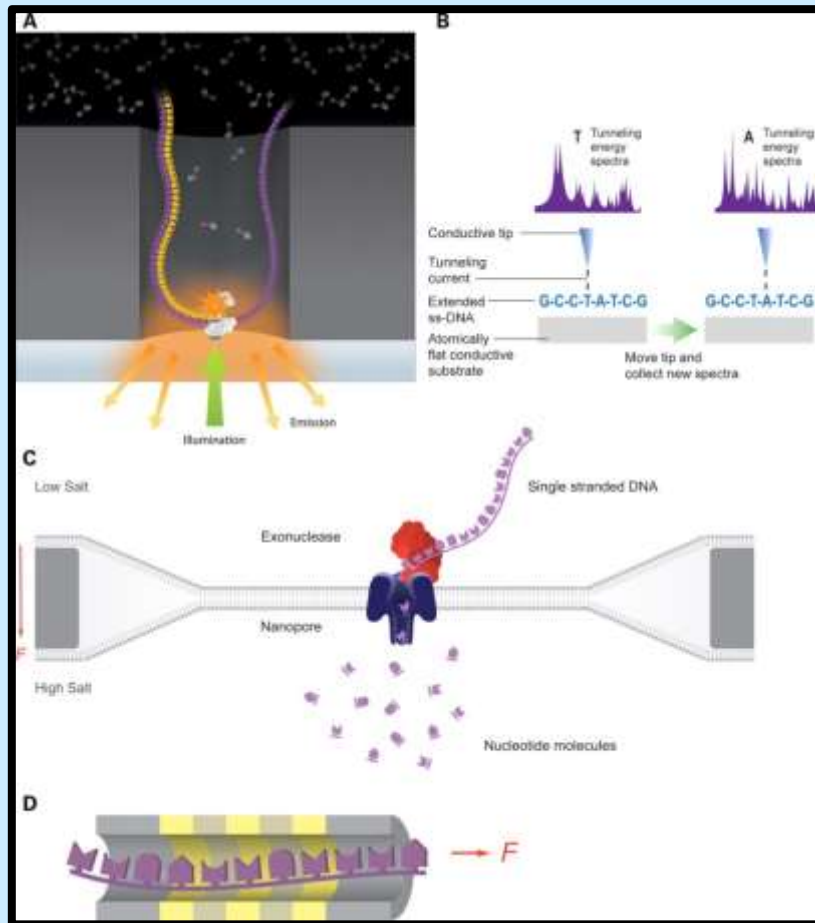 A
Illumination
Emission
B
T Tunneling
energy
spectra
A Tunneling
energy
spectra
Conductive tip
Tunneling
current
Extended
ss-DNA
G-C-C-T-A-T-C-G
G-C-C-T-A-T-C-G
Atomically
flat conductive
substrate
Move tip and
collect new spectra
C
Low Salt
Single stranded DNA
Exonuclease
Nanopore
F
High Salt
Nucleotide molecules
D
F